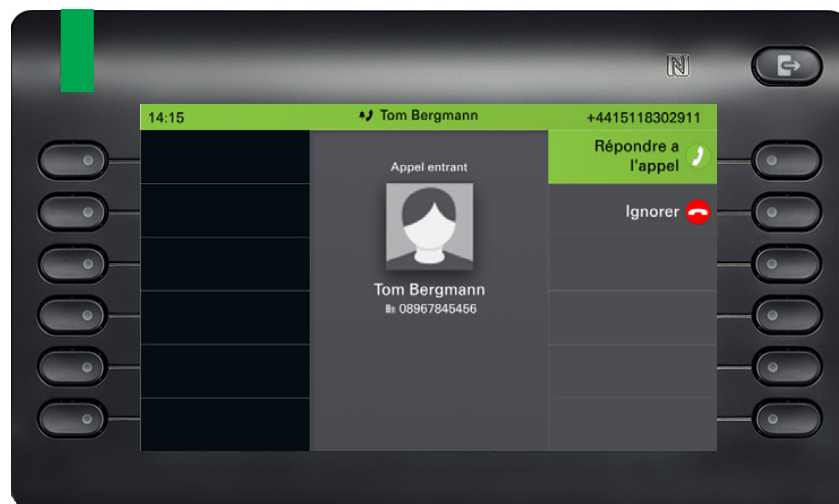 14:15
Tom Bergmann
+4415118302911
Répondre a
l'appel
Appel entrant
Ignorer
Tom Bergmann
08967845456